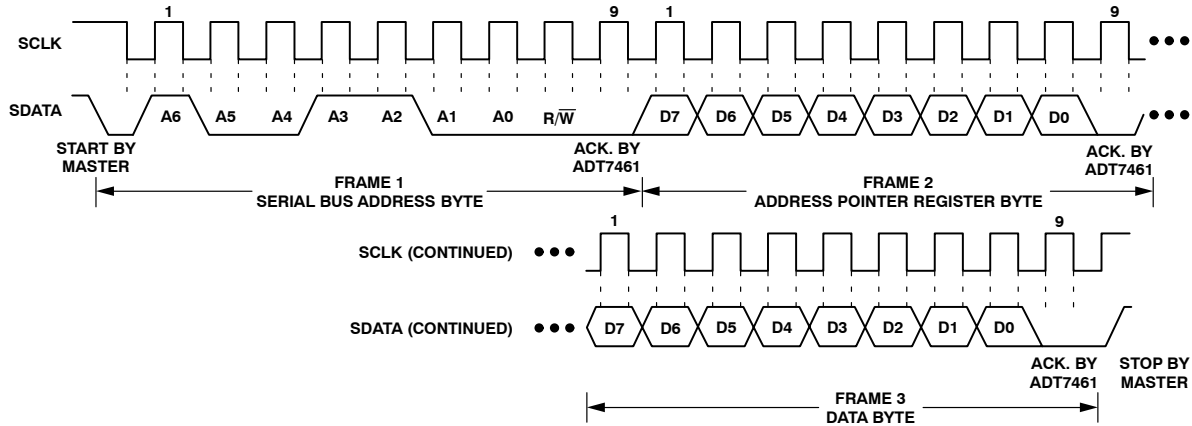 1 9 1 9
SCLK
SDATA A6 A5 A4 A3 A2 A1 A0 R/W̅ D7 D6 D5 D4 D3 D2 D1 D0
START BY
MASTER
ACK. BY
ADT7461
ACK. BY
ADT7461
FRAME 1
SERIAL BUS ADDRESS BYTE
FRAME 2
ADDRESS POINTER REGISTER BYTE
1 9
SCLK (CONTINUED)
SDATA (CONTINUED) D7 D6 D5 D4 D3 D2 D1 D0
ACK. BY
ADT7461
STOP BY
MASTER
FRAME 3
DATA BYTE